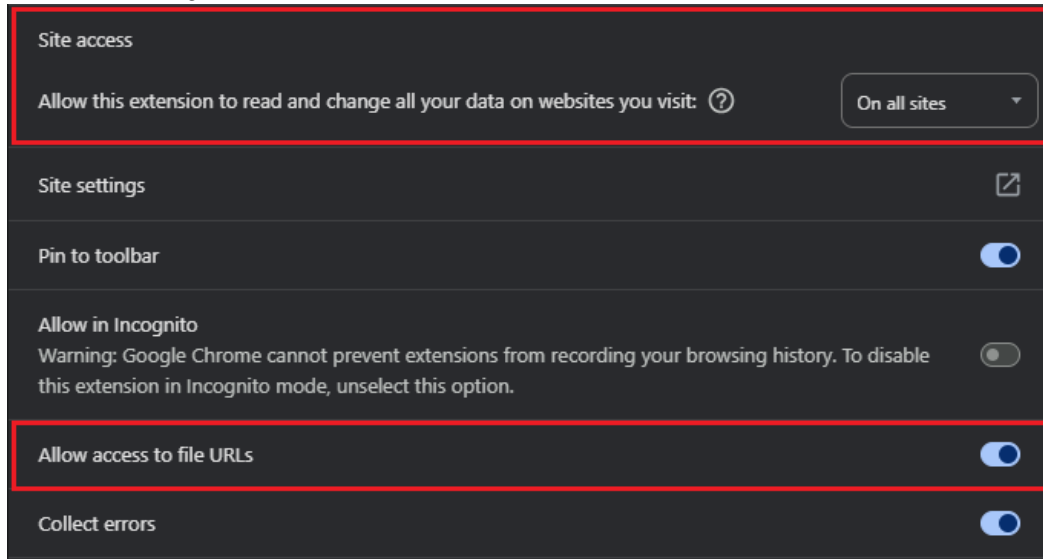 Site access
Allow this extension to read and change all your data on websites you visit:
On all sites
Site settings
Pin to toolbar
Allow in Incognito
Warning: Google Chrome cannot prevent extensions from recording your browsing history. To disable
this extension in Incognito mode, unselect this option.
Allow access to file URLs
Collect errors